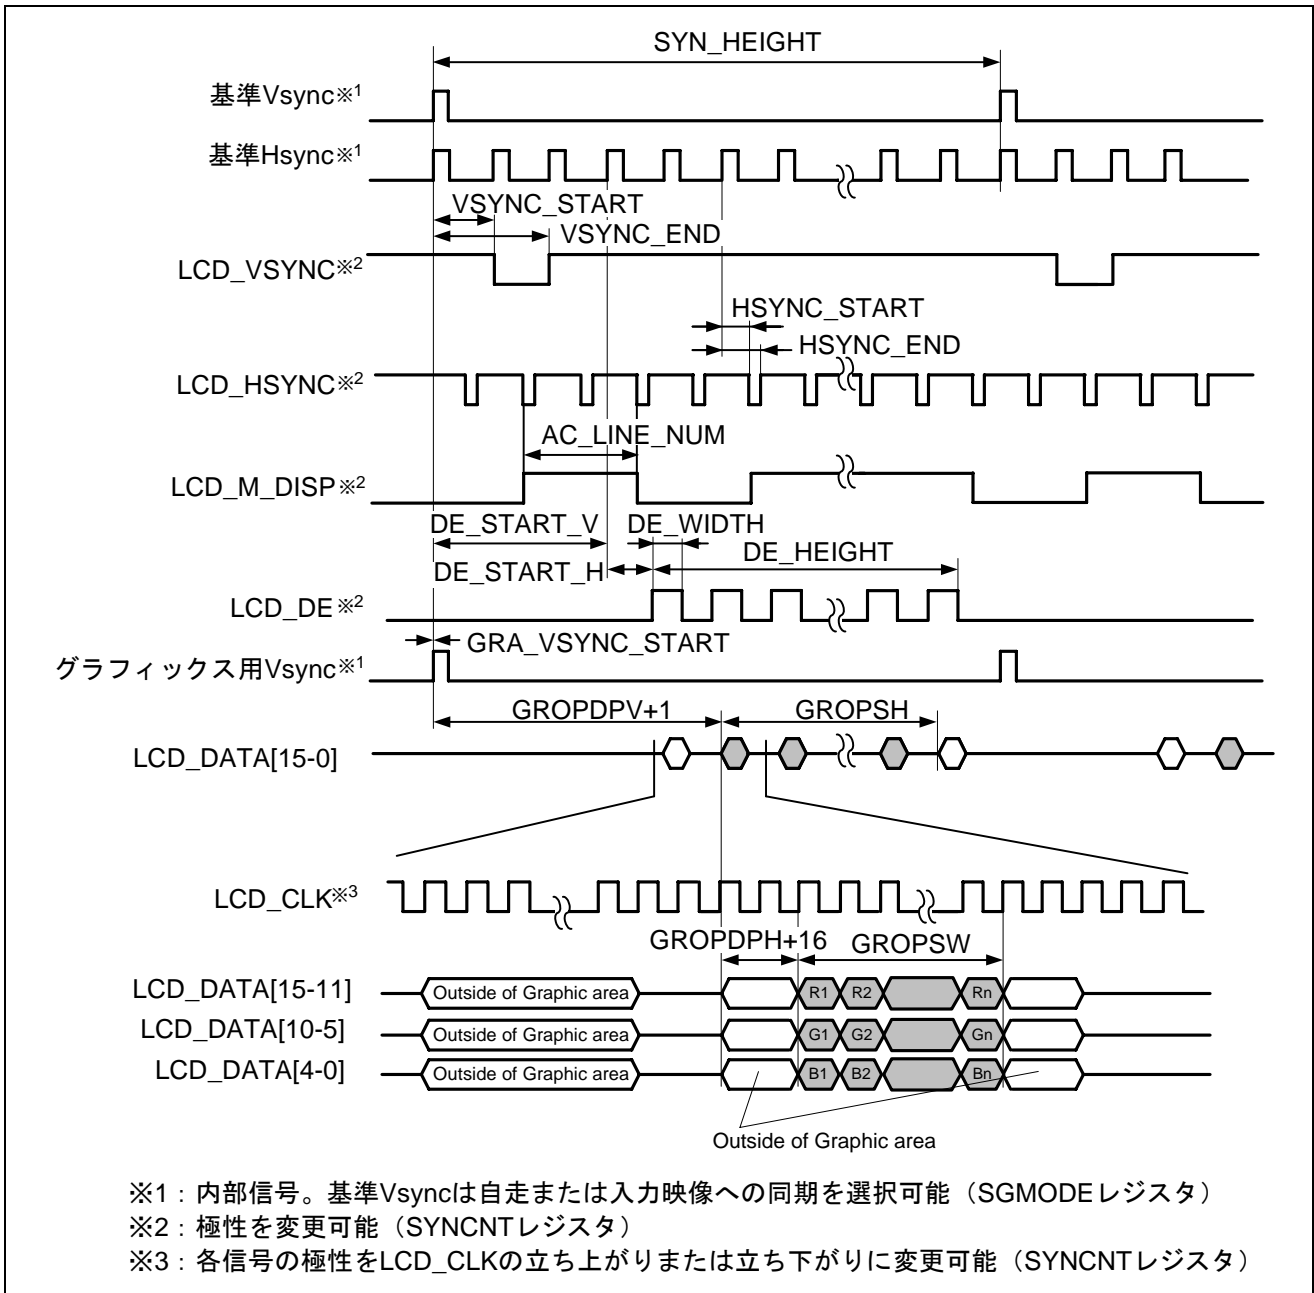 SYN_HEIGHT
基準Vsync※1
基準Hsync※1
VSYNC_START
VSYNC_END
LCD_VSYNC※2
HSYNC_START
HSYNC_END
LCD_HSYNC※2
AC_LINE_NUM
LCD_M_DISP※2
DE_START_V DE_WIDTH
DE_HEIGHT
DE_START_H
LCD_DE※2
GRA_VSYNC_START
グラフィックス用Vsync※1
GROPDPV+1 GROPSH
LCD_DATA[15-0]
LCD_CLK※3
GROPDPH+16 GROPSW
LCD_DATA[15-11] Outside of Graphic area R1 R2 Rn
LCD_DATA[10-5] Outside of Graphic area G1 G2 Gn
LCD_DATA[4-0] Outside of Graphic area B1 B2 Bn
Outside of Graphic area
※1：内部信号。基準Vsyncは自走または入力映像への同期を選択可能（SGMODEレジスタ）
※2：極性を変更可能（SYNCNTレジスタ）
※3：各信号の極性をLCD_CLKの立ち上がりまたは立ち下がりに変更可能（SYNCNTレジスタ）